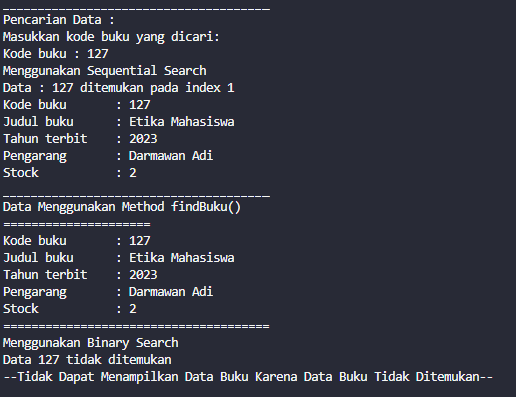 ______________________________________
Pencarian Data :
Masukkan kode buku yang dicari:
Kode buku : 127
Menggunakan Sequential Search
Data : 127 ditemukan pada index 1
Kode buku       : 127
Judul buku      : Etika Mahasiswa
Tahun terbit    : 2023
Pengarang       : Darmawan Adi
Stock           : 2
______________________________________
Data Menggunakan Method findBuku()
=====================
Kode buku       : 127
Judul buku      : Etika Mahasiswa
Tahun terbit    : 2023
Pengarang       : Darmawan Adi
Stock           : 2
======================================
Menggunakan Binary Search
Data 127 tidak ditemukan
--Tidak Dapat Menampilkan Data Buku Karena Data Buku Tidak Ditemukan--